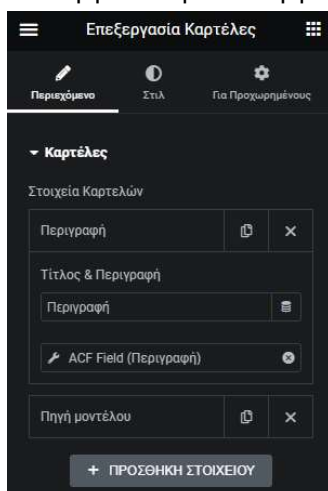 Επεξεργασία Καρτέλες
Περιεχόμενο Στιλ Για Προχωρημένους
Καρτέλες
Στοιχεία Καρτελών
Περιγραφή
Τίτλος & Περιγραφή
Περιγραφή
ACF Field (Περιγραφή)
Πηγή μοντέλου
+ ΠΡΟΣΘΗΚΗ ΣΤΟΙΧΕΙΟΥ